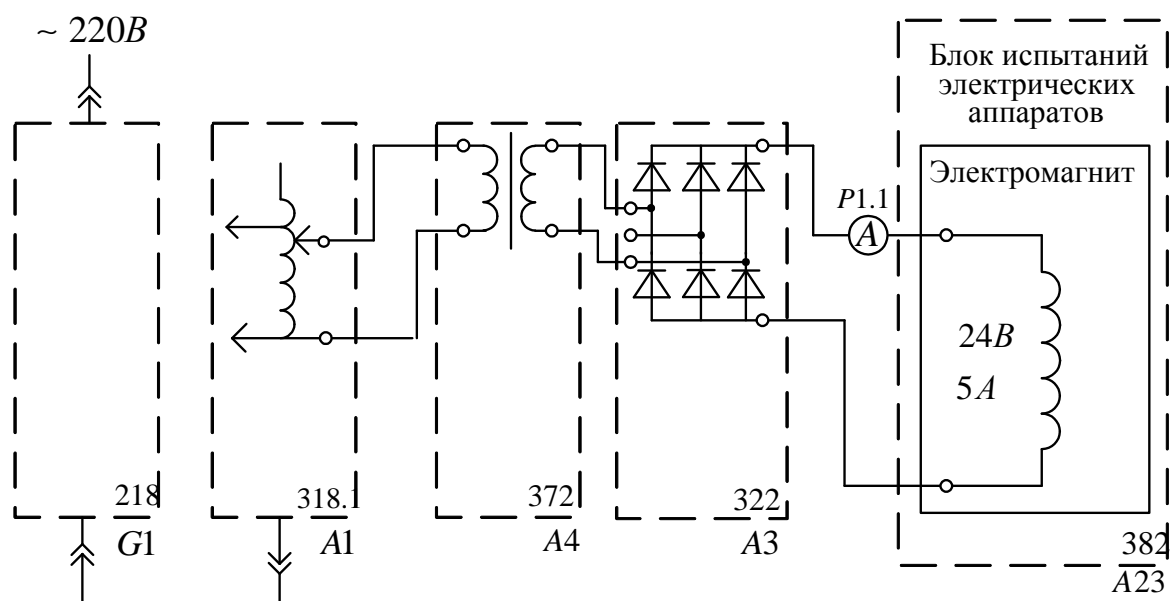 ~ 220В
Блок испытаний
электрических
аппаратов
Электромагнит
P1.1
A
24В
5A
218
G1
318.1
A1
372
A4
322
A3
382
A23